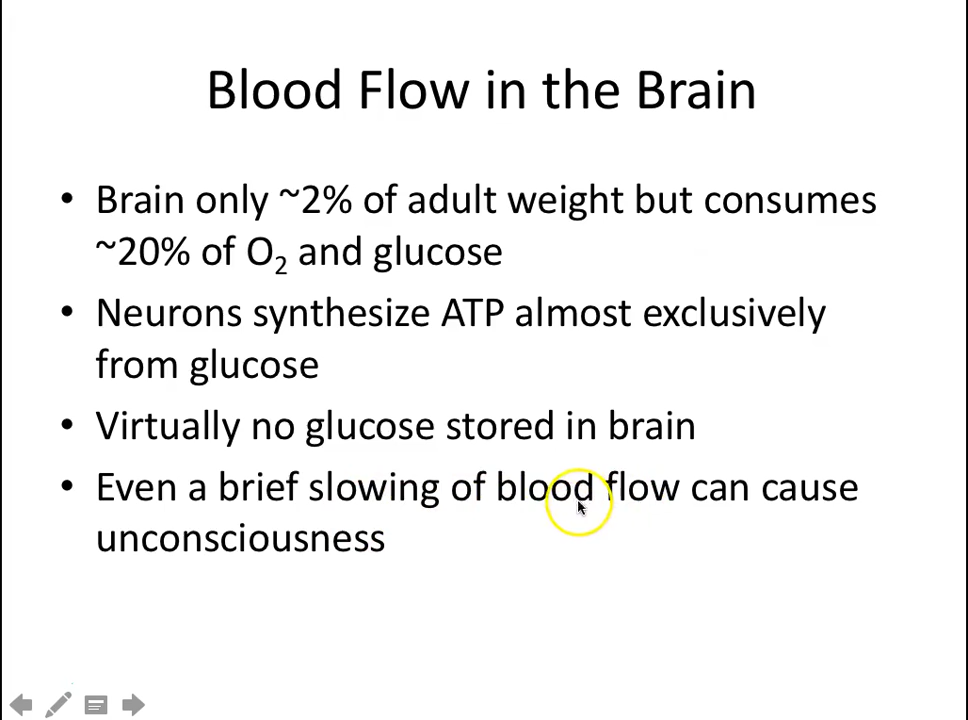 Blood Flow in the Brain
• Brain only ~2% of adult weight but consumes
~20% of O₂ and glucose
• Neurons synthesize ATP almost exclusively
from glucose
• Virtually no glucose stored in brain
• Even a brief slowing of blood flow can cause
unconsciousness